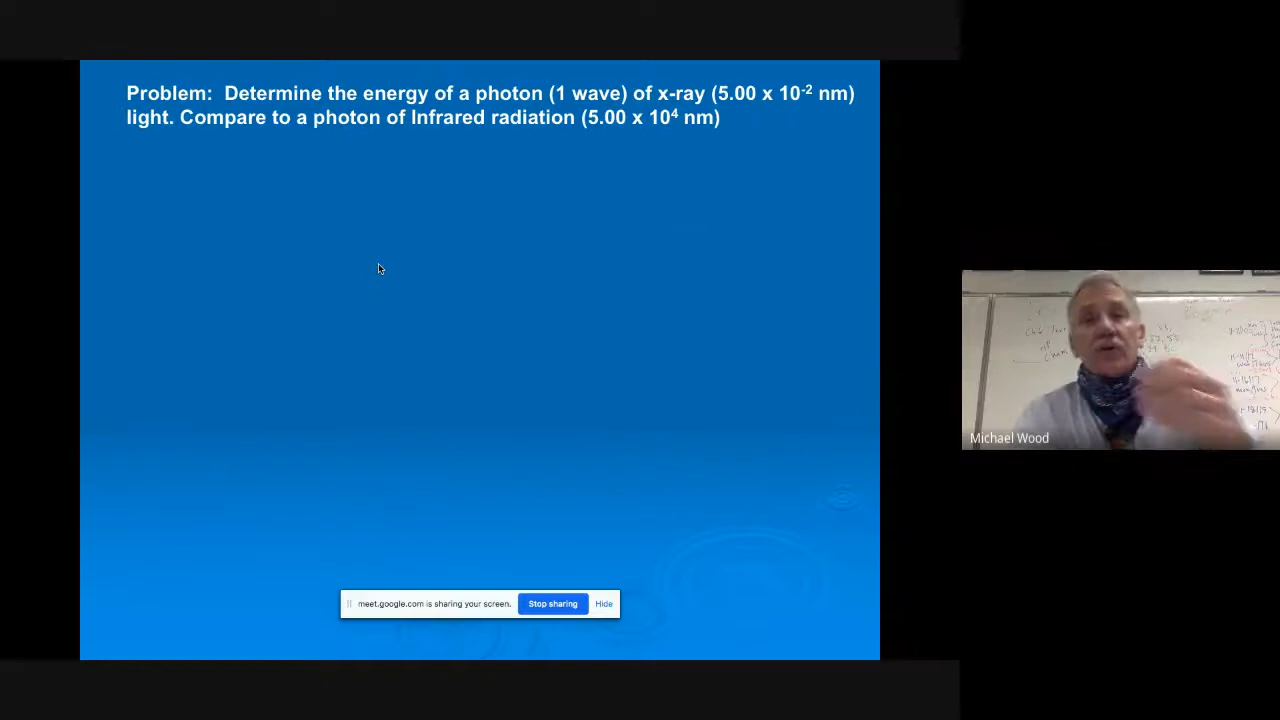 Problem: Determine the energy of a photon (1 wave) of x-ray (5.00 x 10⁻² nm)
light. Compare to a photon of Infrared radiation (5.00 x 10⁴ nm)
meet.google.com is sharing your screen. Stop sharing Hide
Michael Wood